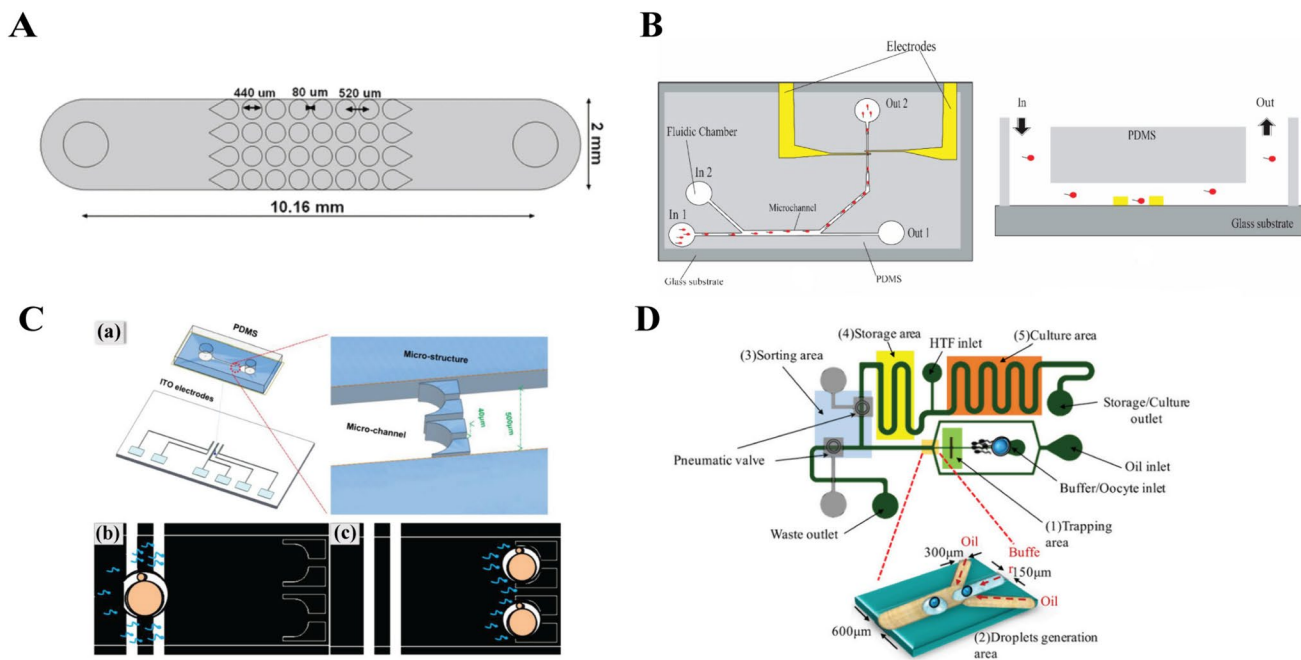 A
440 um
80 um
520 um
2 mm
10.16 mm
B
Electrodes
Out 2
Fluidic Chamber
In 2
In 1
Microchannel
Out 1
Glass substrate
PDMS
In
Out
PDMS
Glass substrate
C
(a)
PDMS
ITO electrodes
Micro-structure
Micro-channel
40μm
500μm
(b)
(c)
D
(4)Storage area
HTF inlet
(5)Culture area
(3)Sorting area
Storage/Culture
outlet
Pneumatic valve
Oil inlet
Buffer/Oocyte inlet
Waste outlet
(1)Trapping
area
300μm
Oil
Buffe
r
150μm
Oil
600μm
(2)Droplets generation
area